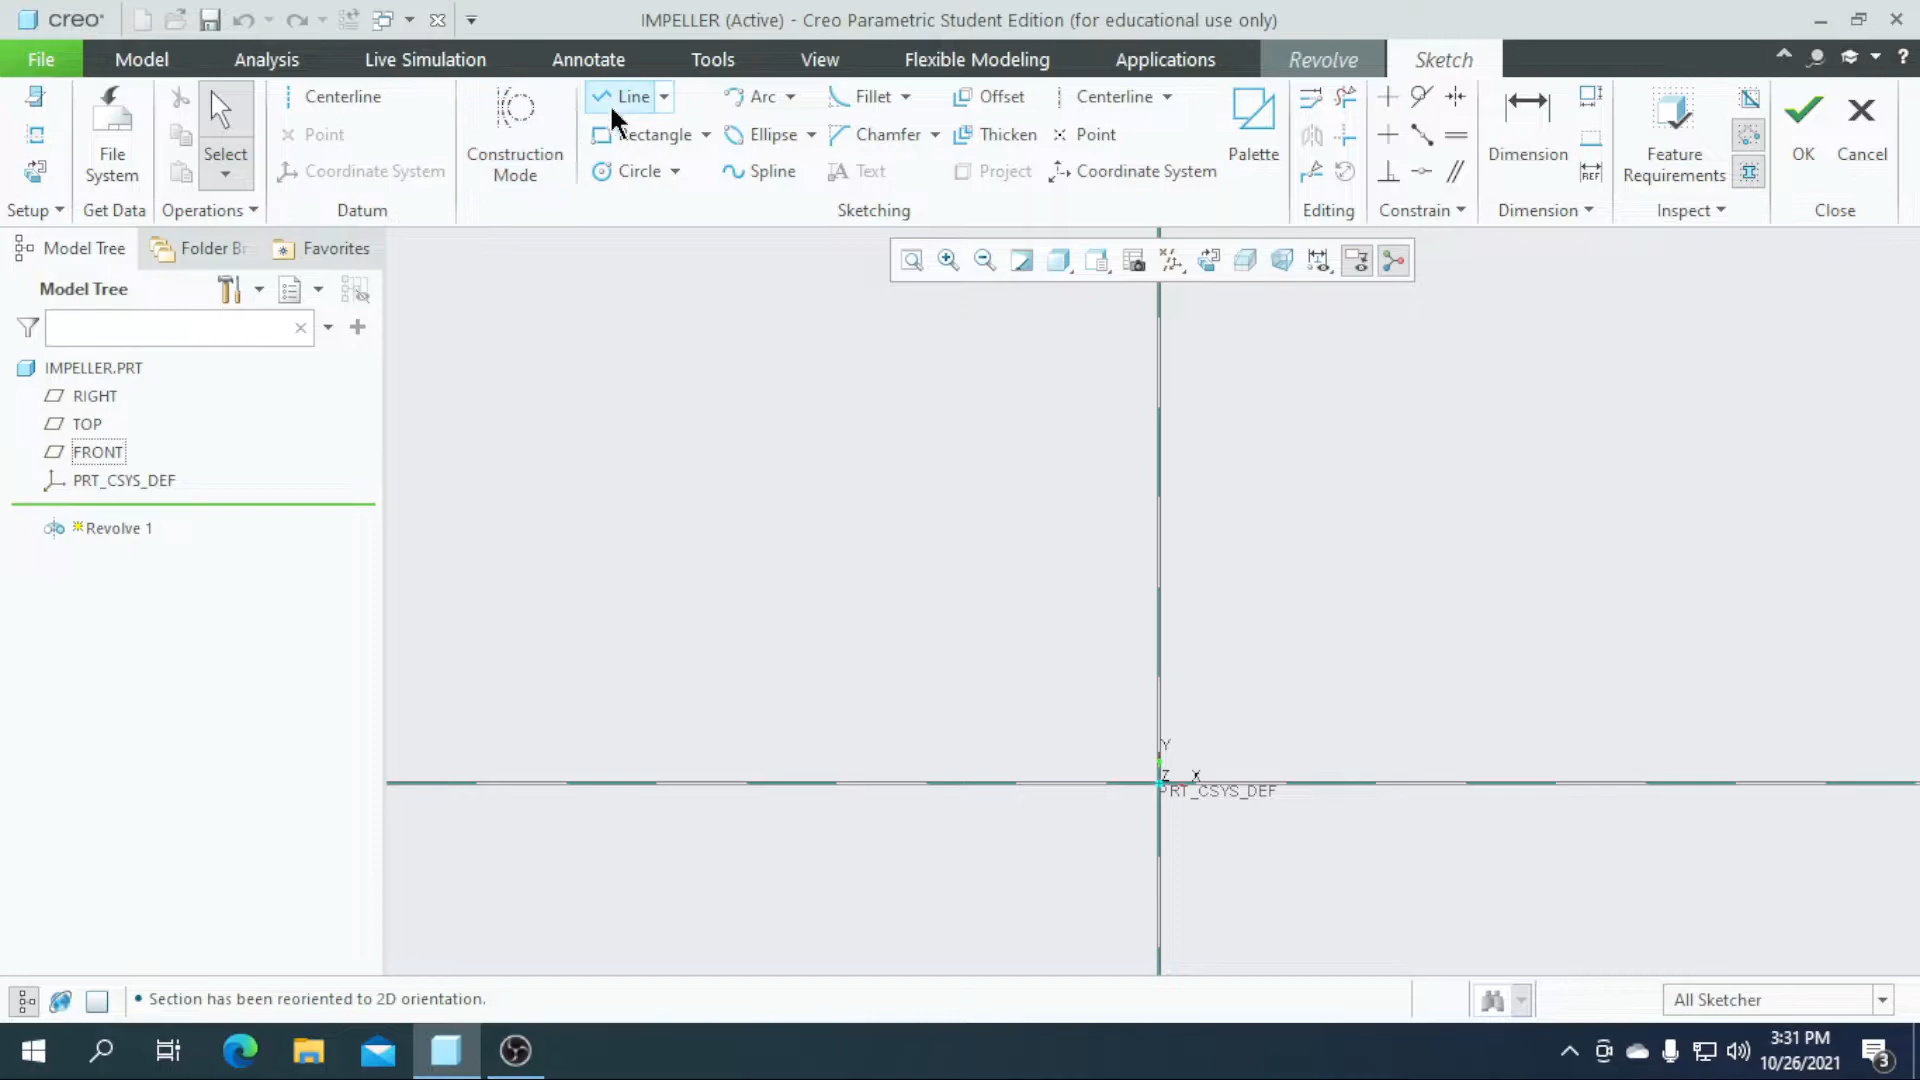 creo
IMPELLER (Active) - Creo Parametric Student Edition (for educational use only)
File Model Analysis Live Simulation Annotate Tools View Flexible Modeling Applications Revolve Sketch
Centerline Line Arc Fillet Offset Centerline
Point Rectangle Ellipse Chamfer Thicken Point
Coordinate System Circle Spline Text Project Coordinate System
File System
Select
Construction Mode
Palette
Dimension
REF
Feature Requirements
OK Cancel
Setup Get Data Operations Datum Sketching Editing Constrain Dimension Inspect Close
Model Tree Folder Br Favorites
Model Tree
IMPELLER.PRT
RIGHT
TOP
FRONT
PRT_CSYS_DEF
Revolve 1
Y
Z X
PRT_CSYS_DEF
• Section has been reoriented to 2D orientation.
All Sketcher
3:31 PM
10/26/2021
3